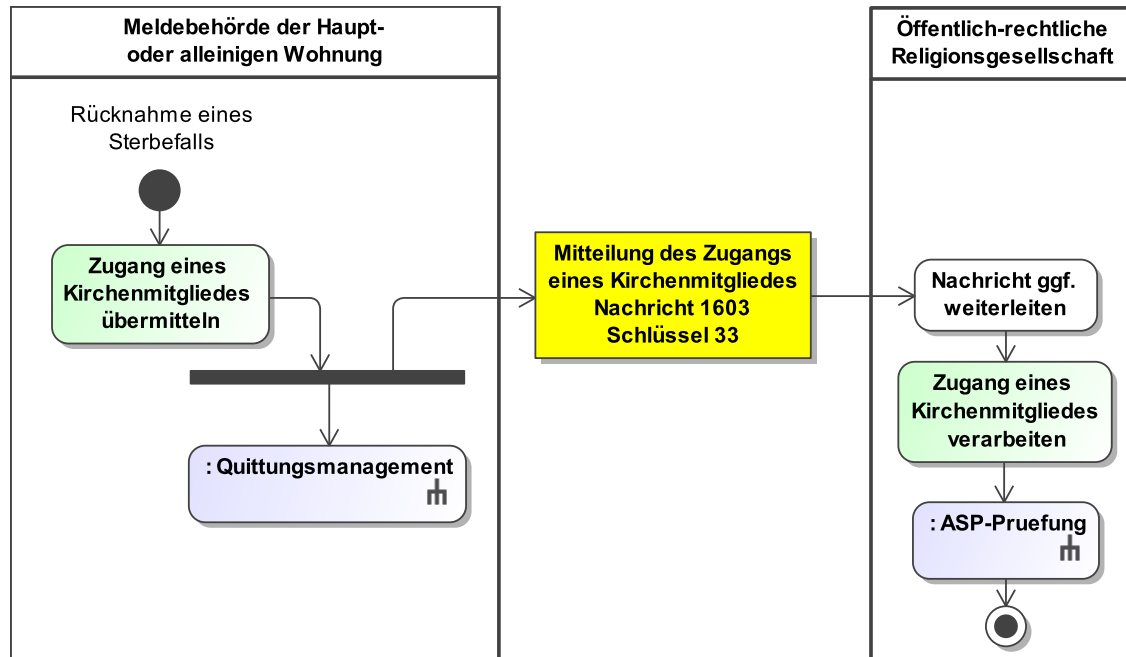 Meldebehörde der Haupt-
oder alleinigen Wohnung
Rücknahme eines
Sterbefalls
Zugang eines
Kirchenmitgliedes
übermitteln
: Quittungsmanagement
Mitteilung des Zugangs
eines Kirchenmitgliedes
Nachricht 1603
Schlüssel 33
Öffentlich-rechtliche
Religionsgesellschaft
Nachricht ggf.
weiterleiten
Zugang eines
Kirchenmitgliedes
verarbeiten
: ASP-Pruefung